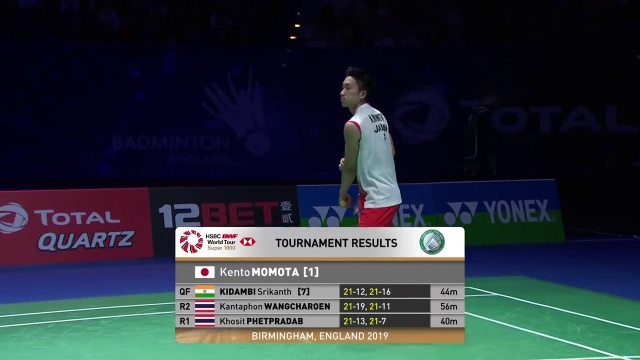 BADMINTON
ENGLAND
JAPAN
TOTAL
QUARTZ
12BET
YONEX
YONEX
HSBC BWF
World Tour
Super 1000
TOURNAMENT RESULTS
Kento MOMOTA [1]
QF KIDAMBI Srikanth [7] 21-12, 21-16 44m
R2 Kantaphon WANGCHAROEN 21-19, 21-11 56m
R1 Khosit PHETPRADAB 21-13, 21-7 40m
BIRMINGHAM, ENGLAND 2019